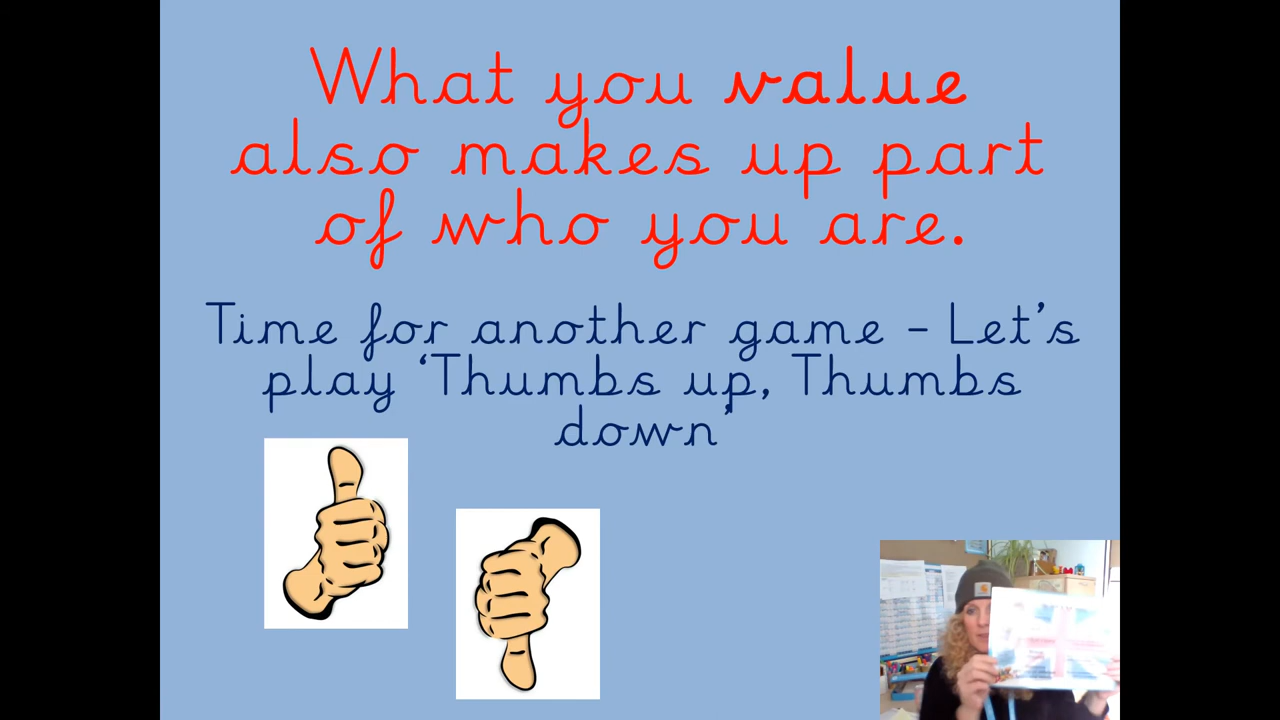 What you value
also makes up part
of who you are.
Time for another game – Let’s
play ‘Thumbs up, Thumbs
down’